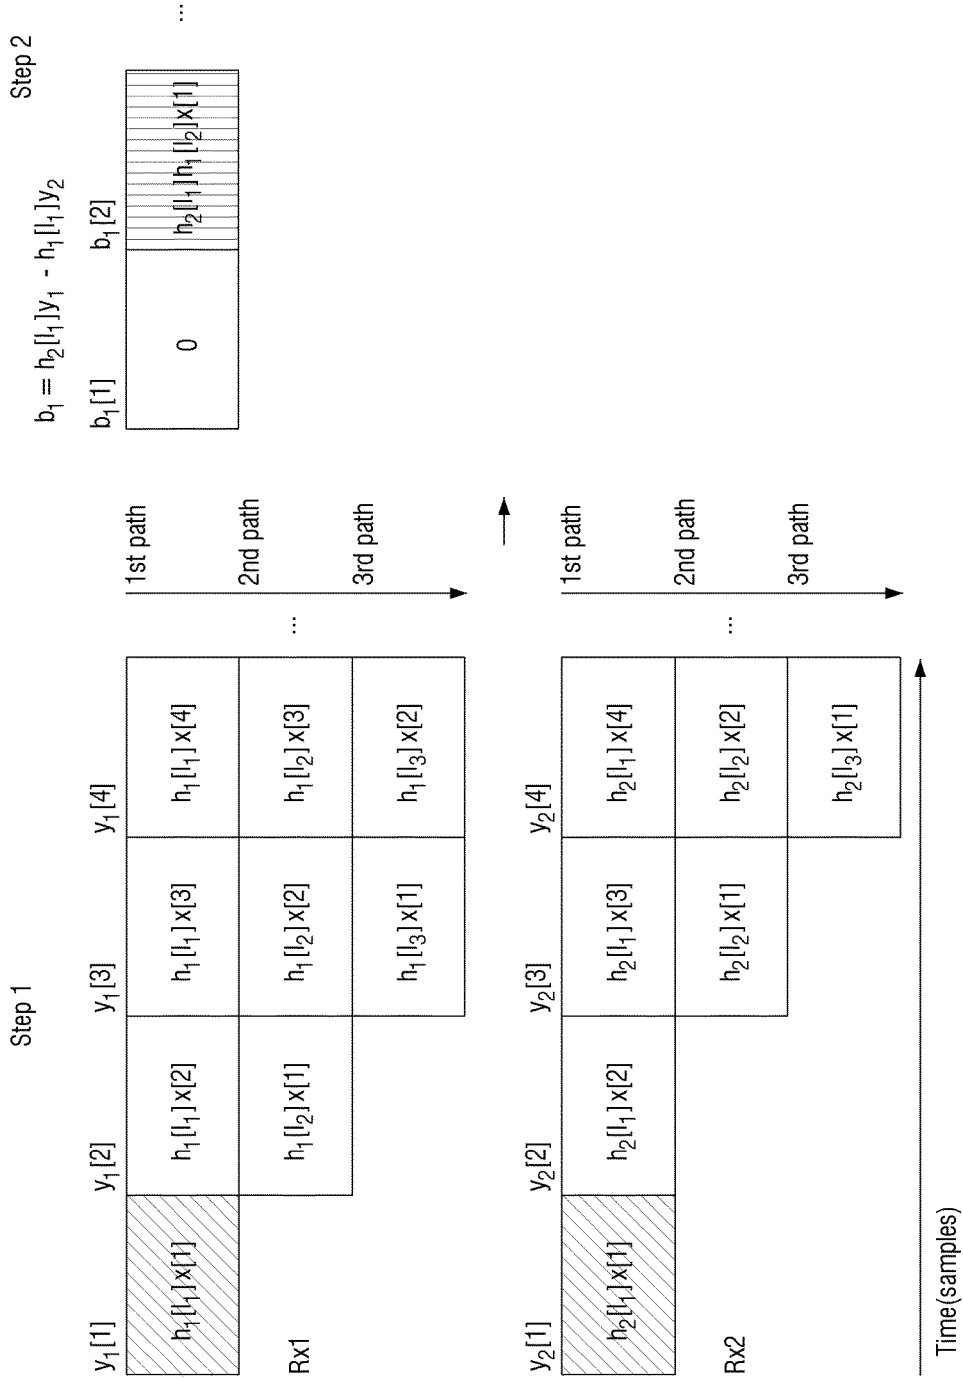 Step 1
y₁[1] y₁[2] y₁[3] y₁[4]
h₁[l₁]x[1] h₁[l₁]x[2] h₁[l₁]x[3] h₁[l₁]x[4] 1st path
h₁[l₂]x[1] h₁[l₂]x[2] h₁[l₂]x[3] ... 2nd path
h₁[l₃]x[1] h₁[l₃]x[2] 3rd path
Rx1
y₂[1] y₂[2] y₂[3] y₂[4]
h₂[l₁]x[1] h₂[l₁]x[2] h₂[l₁]x[3] h₂[l₁]x[4] 1st path
h₂[l₂]x[1] h₂[l₂]x[2] ... 2nd path
h₂[l₃]x[1] 3rd path
Rx2
Time(samples)
Step 2
b₁ = h₂[l₁]y₁ - h₁[l₁]y₂
b₁[1] b₁[2]
0 h₂[l₁]h₁[l₂]x[1] ...